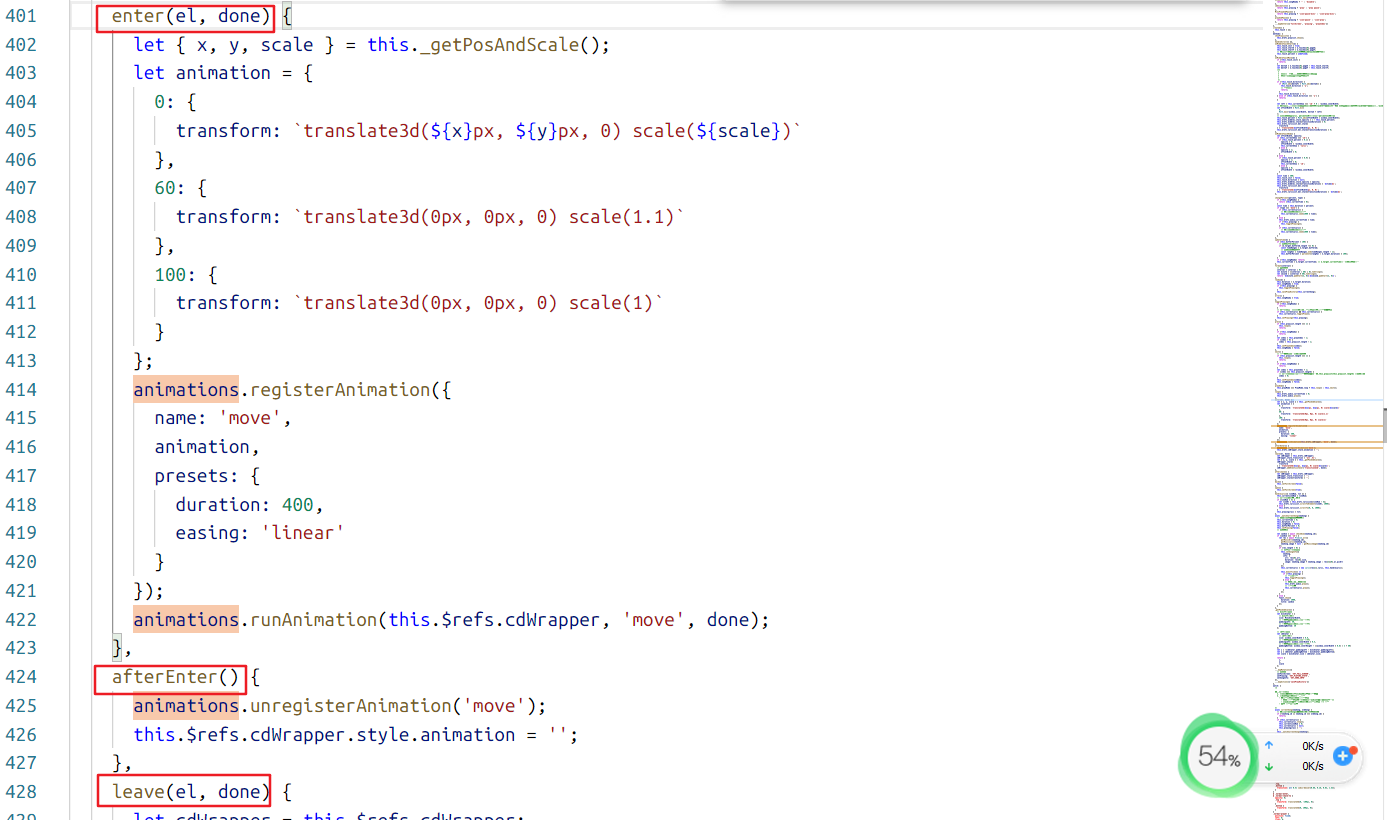 401 enter(el, done) {
402 let { x, y, scale } = this._getPosAndScale();
403 let animation = {
404 0: {
405 transform: `translate3d(${x}px, ${y}px, 0) scale(${scale})`
406 },
407 60: {
408 transform: `translate3d(0px, 0px, 0) scale(1.1)`
409 },
410 100: {
411 transform: `translate3d(0px, 0px, 0) scale(1)`
412 }
413 };
414 animations.registerAnimation({
415 name: 'move',
416 animation,
417 presets: {
418 duration: 400,
419 easing: 'linear'
420 }
421 });
422 animations.runAnimation(this.$refs.cdWrapper, 'move', done);
423 },
424 afterEnter() {
425 animations.unregisterAnimation('move');
426 this.$refs.cdWrapper.style.animation = '';
427 },
428 leave(el, done) {
429 let cdWrapper = this.$refs.cdWrapper;
54%
↑ 0K/s
↓ 0K/s